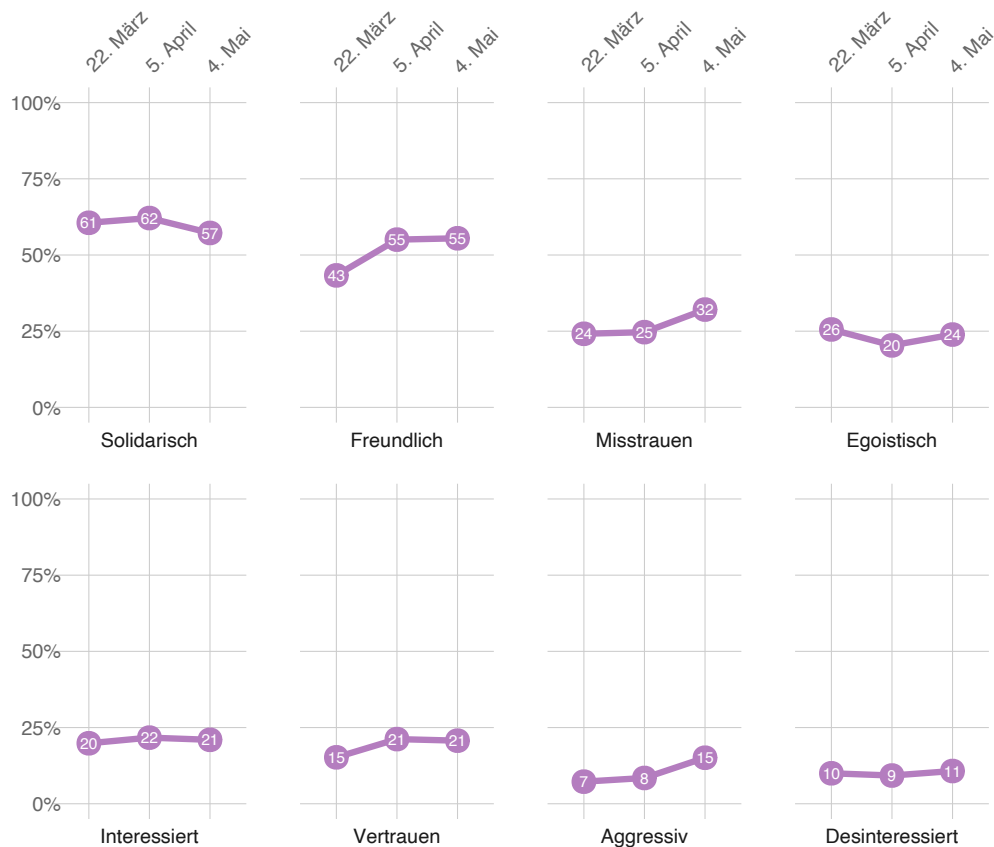 22. März 5. April 4. Mai 22. März 5. April 4. Mai 22. März 5. April 4. Mai 22. März 5. April 4. Mai
100%
75%
61 62 57
43 55 55
24 25 32
26 20 24
50%
25%
0%
Solidarisch Freundlich Misstrauen Egoistisch
100%
75%
50%
25%
20 22 21
15 21 21
7 8 15
10 9 11
0%
Interessiert Vertrauen Aggressiv Desinteressiert